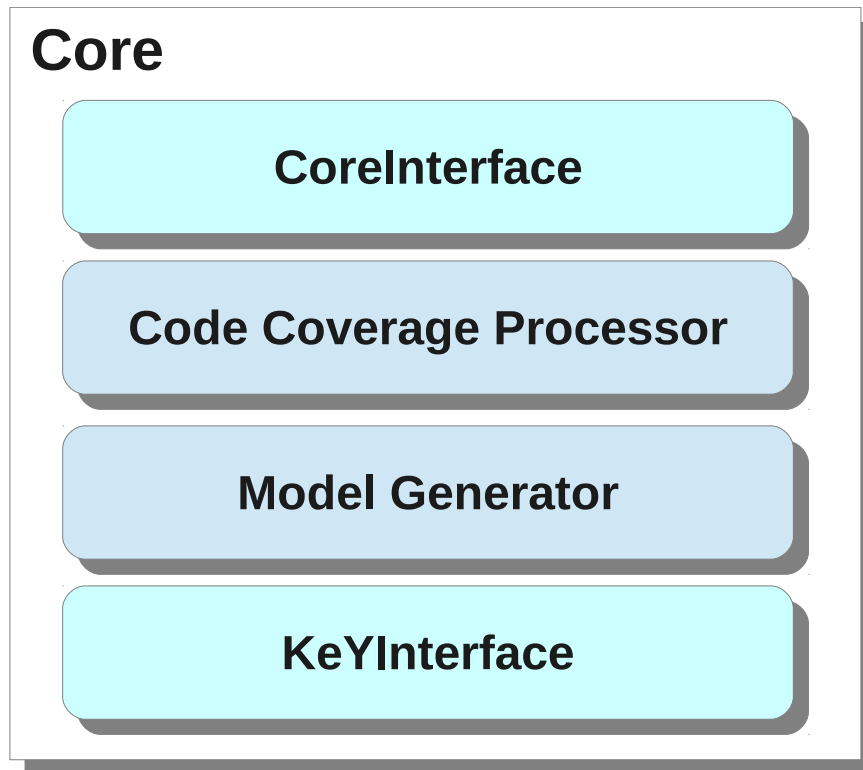 Core
CoreInterface
Code Coverage Processor
Model Generator
KeYInterface